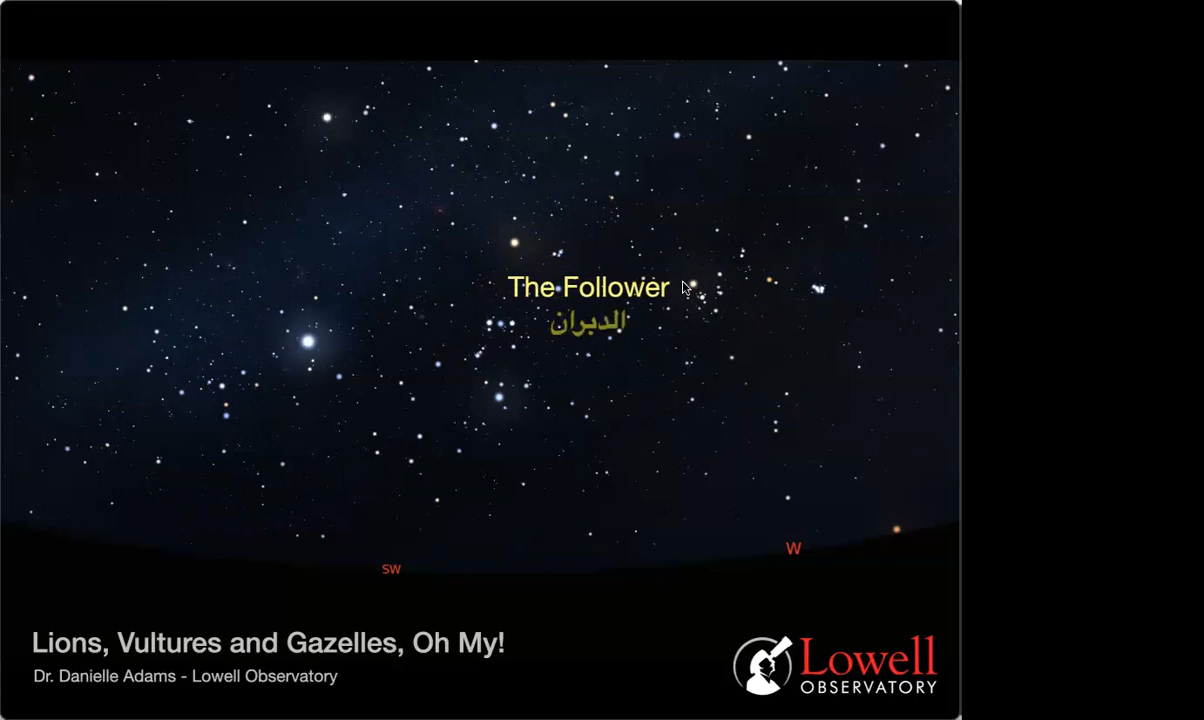 The Follower
الدبران
W
SW
Lions, Vultures and Gazelles, Oh My!
Dr. Danielle Adams - Lowell Observatory
Lowell
OBSERVATORY